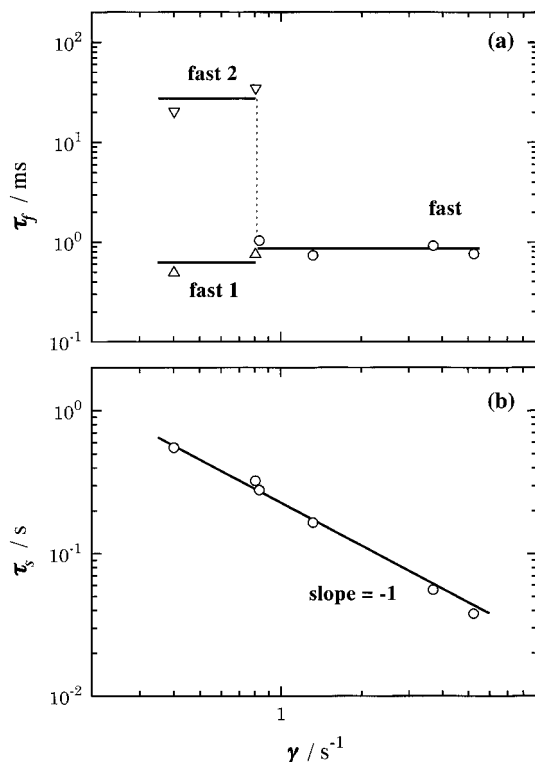 (a)
10²
fast 2
10¹
fast
10⁰
fast 1
10⁻¹
τf / ms
(b)
10⁰
10⁻¹
slope = -1
10⁻²
τs / s
1
γ / s⁻¹